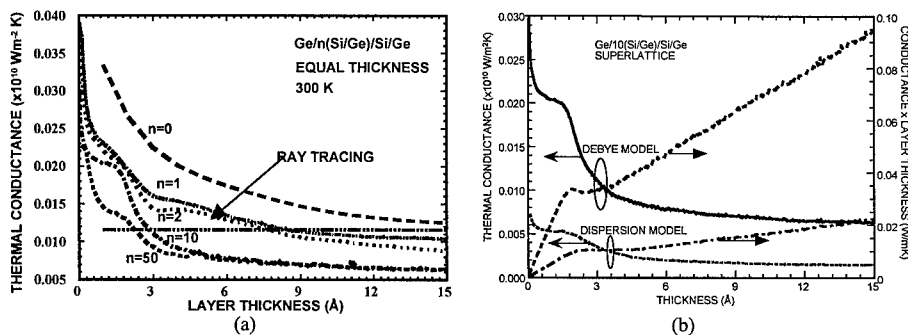 (a)
0.040
0.035
0.030
0.025
0.020
0.015
0.010
0.005
THERMAL CONDUCTANCE (x10¹⁰ Wm⁻² K)
Ge/n(Si/Ge)/Si/Ge
EQUAL THICKNESS
300 K
n=0
RAY TRACING
n=1
n=2
n=10
n=50
0 3 6 9 12 15
LAYER THICKNESS (Å)
(a)
b)
0.030
0.025
0.020
0.015
0.010
0.005
0.000
THERMAL CONDUCTANCE (x10¹⁰ W/m²K)
Ge/10(Si/Ge)/Si/Ge
SUPERLATTICE
DEBYE MODEL
DISPERSION MODEL
0.10
0.08
0.06
0.04
0.02
0.00
CONDUCTANCE x LAYER THICKNESS (W/mK)
0 3 6 9 12 15
THICKNESS (Å)
(b)